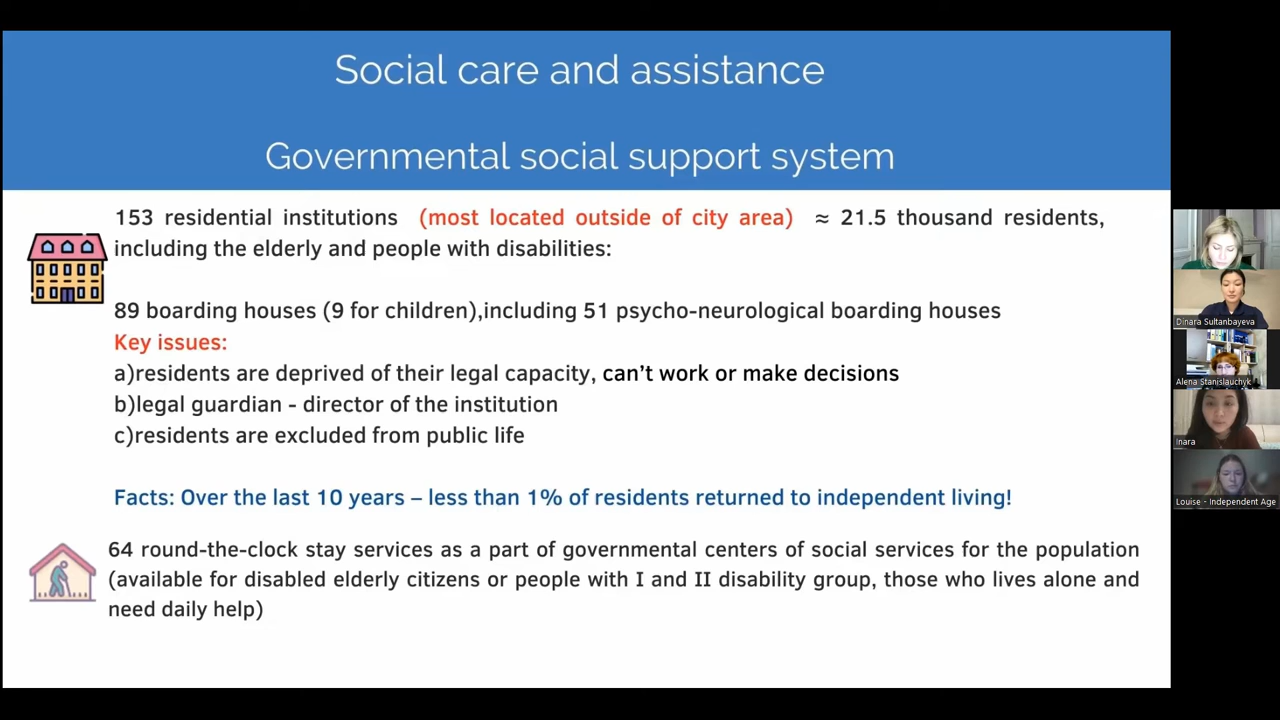 Social care and assistance
Governmental social support system
153 residential institutions (most located outside of city area) ≈ 21.5 thousand residents,
including the elderly and people with disabilities:
89 boarding houses (9 for children),including 51 psycho-neurological boarding houses
Key issues:
a)residents are deprived of their legal capacity, can't work or make decisions
b)legal guardian - director of the institution
c)residents are excluded from public life
Facts: Over the last 10 years – less than 1% of residents returned to independent living!
64 round-the-clock stay services as a part of governmental centers of social services for the population
(available for disabled elderly citizens or people with I and II disability group, those who lives alone and
need daily help)
Dinara Sultanbayeva
Alena Stanislauchyk
Inara
Louise - Independent Age